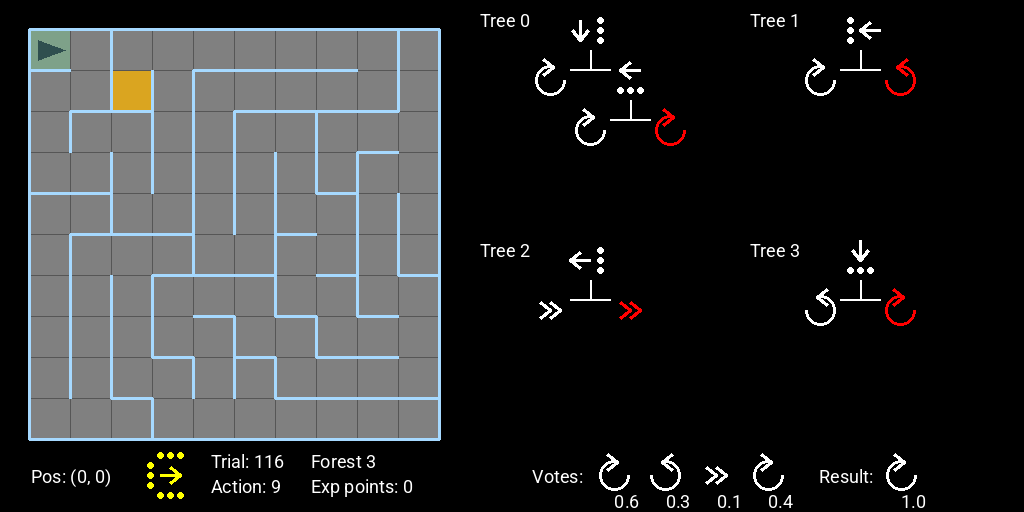 Tree 0
Tree 1
Tree 2
Tree 3
Pos: (0, 0)
Trial: 116
Forest 3
Action: 9
Exp points: 0
Votes:
0.6
0.3
0.1
0.4
Result:
1.0